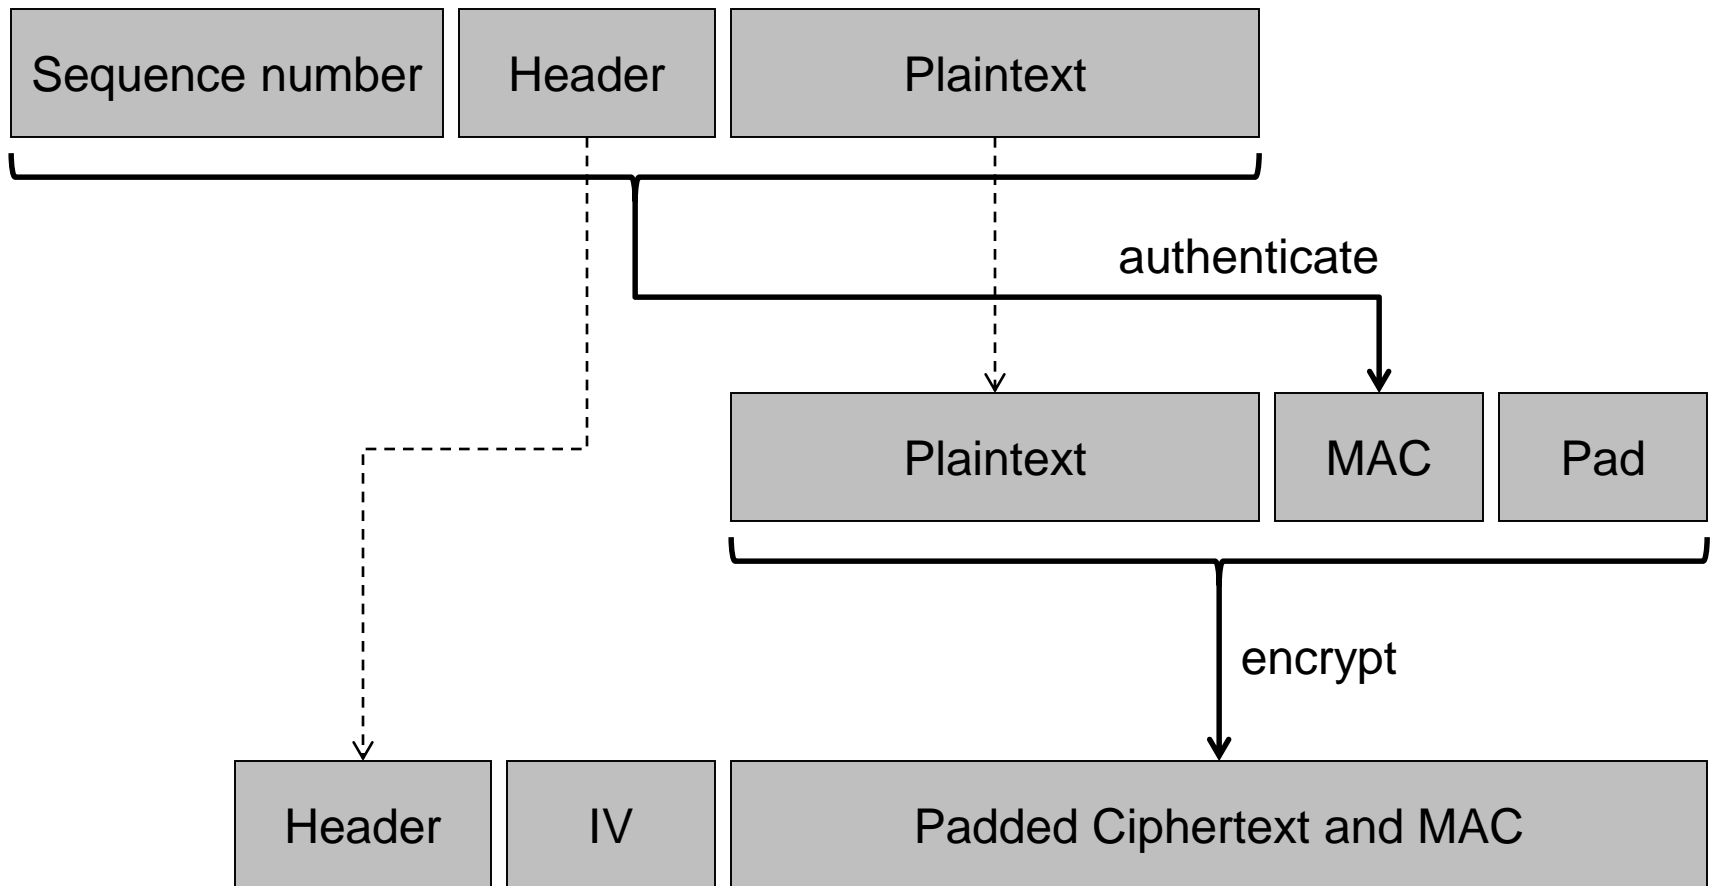 Sequence number
Header
Plaintext
authenticate
Plaintext
MAC
Pad
encrypt
Header
IV
Padded Ciphertext and MAC